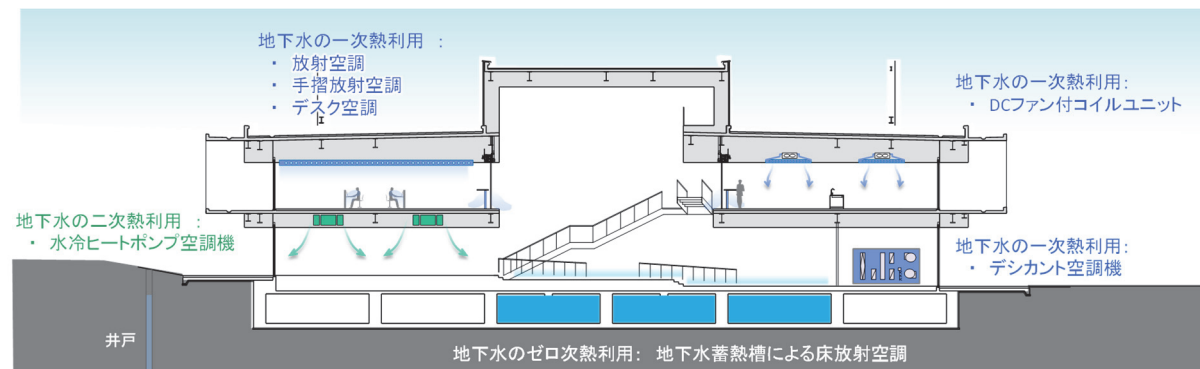 地下水の一次熱利用 :
・ 放射空調
・ 手摺放射空調
・ デスク空調
地下水の一次熱利用:
・ DCファン付コイルユニット
地下水の二次熱利用 :
・ 水冷ヒートポンプ空調機
地下水の一次熱利用:
・ デシカント空調機
井戸
地下水のゼロ次熱利用: 地下水蓄熱槽による床放射空調